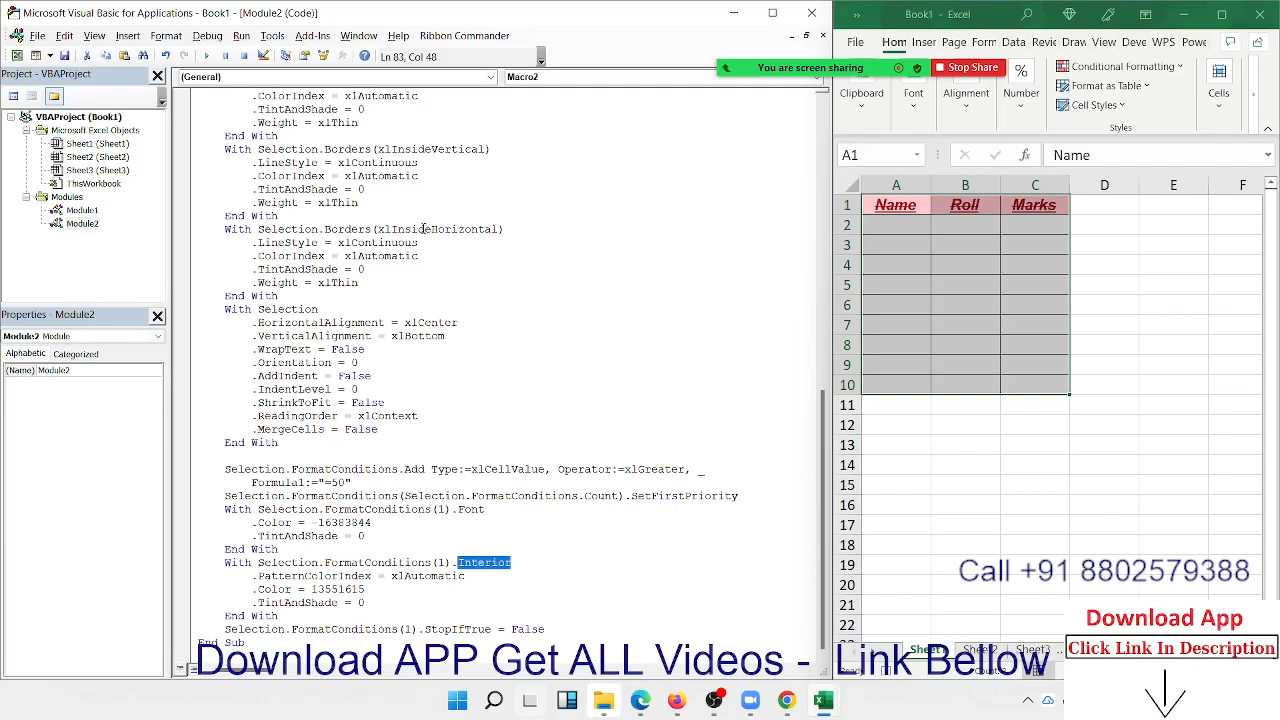 Microsoft Visual Basic for Applications - Book1 - [Module2 (Code)]
File Edit View Insert Format Debug Run Tools Add-Ins Window Help Ribbon Commander
Ln 83, Col 48
Project - VBAProject
VBAProject (Book1)
Microsoft Excel Objects
Sheet1 (Sheet1)
Sheet2 (Sheet2)
Sheet3 (Sheet3)
ThisWorkbook
Modules
Module1
Module2
Properties - Module2
Module2 Module
Alphabetic Categorized
(Name) Module2
(General) Macro2
.ColorIndex = xlAutomatic
.TintAndShade = 0
.Weight = xlThin
End With
With Selection.Borders(xlInsideVertical)
.LineStyle = xlContinuous
.ColorIndex = xlAutomatic
.TintAndShade = 0
.Weight = xlThin
End With
With Selection.Borders(xlInsideHorizontal)
.LineStyle = xlContinuous
.ColorIndex = xlAutomatic
.TintAndShade = 0
.Weight = xlThin
End With
With Selection
.HorizontalAlignment = xlCenter
.VerticalAlignment = xlBottom
.WrapText = False
.Orientation = 0
.AddIndent = False
.IndentLevel = 0
.ShrinkToFit = False
.ReadingOrder = xlContext
.MergeCells = False
End With
Selection.FormatConditions.Add Type:=xlCellValue, Operator:=xlGreater, _
Formula1:="=50"
Selection.FormatConditions(Selection.FormatConditions.Count).SetFirstPriority
With Selection.FormatConditions(1).Font
.Color = -16383844
.TintAndShade = 0
End With
With Selection.FormatConditions(1).Interior
.PatternColorIndex = xlAutomatic
.Color = 13551615
.TintAndShade = 0
End With
Selection.FormatConditions(1).StopIfTrue = False
End Sub
You are screen sharing Stop Share
Book1 - Excel
File Hom Inser Page Form Data Revie Draw View Deve WPS Powe
Clipboard Font Alignment Number
Conditional Formatting
Format as Table
Cell Styles
Styles
Cells
A1 fx Name
A B C D E F
1 Name Roll Marks
2
3
4
5
6
7
8
9
10
11
12
13
14
15
16
17
18
19
20
21
22
Sheet1 Sheet2 Sheet3 ...
Call +91 8802579388
Download App
Click Link In Description
Download APP Get ALL Videos - Link Bellow